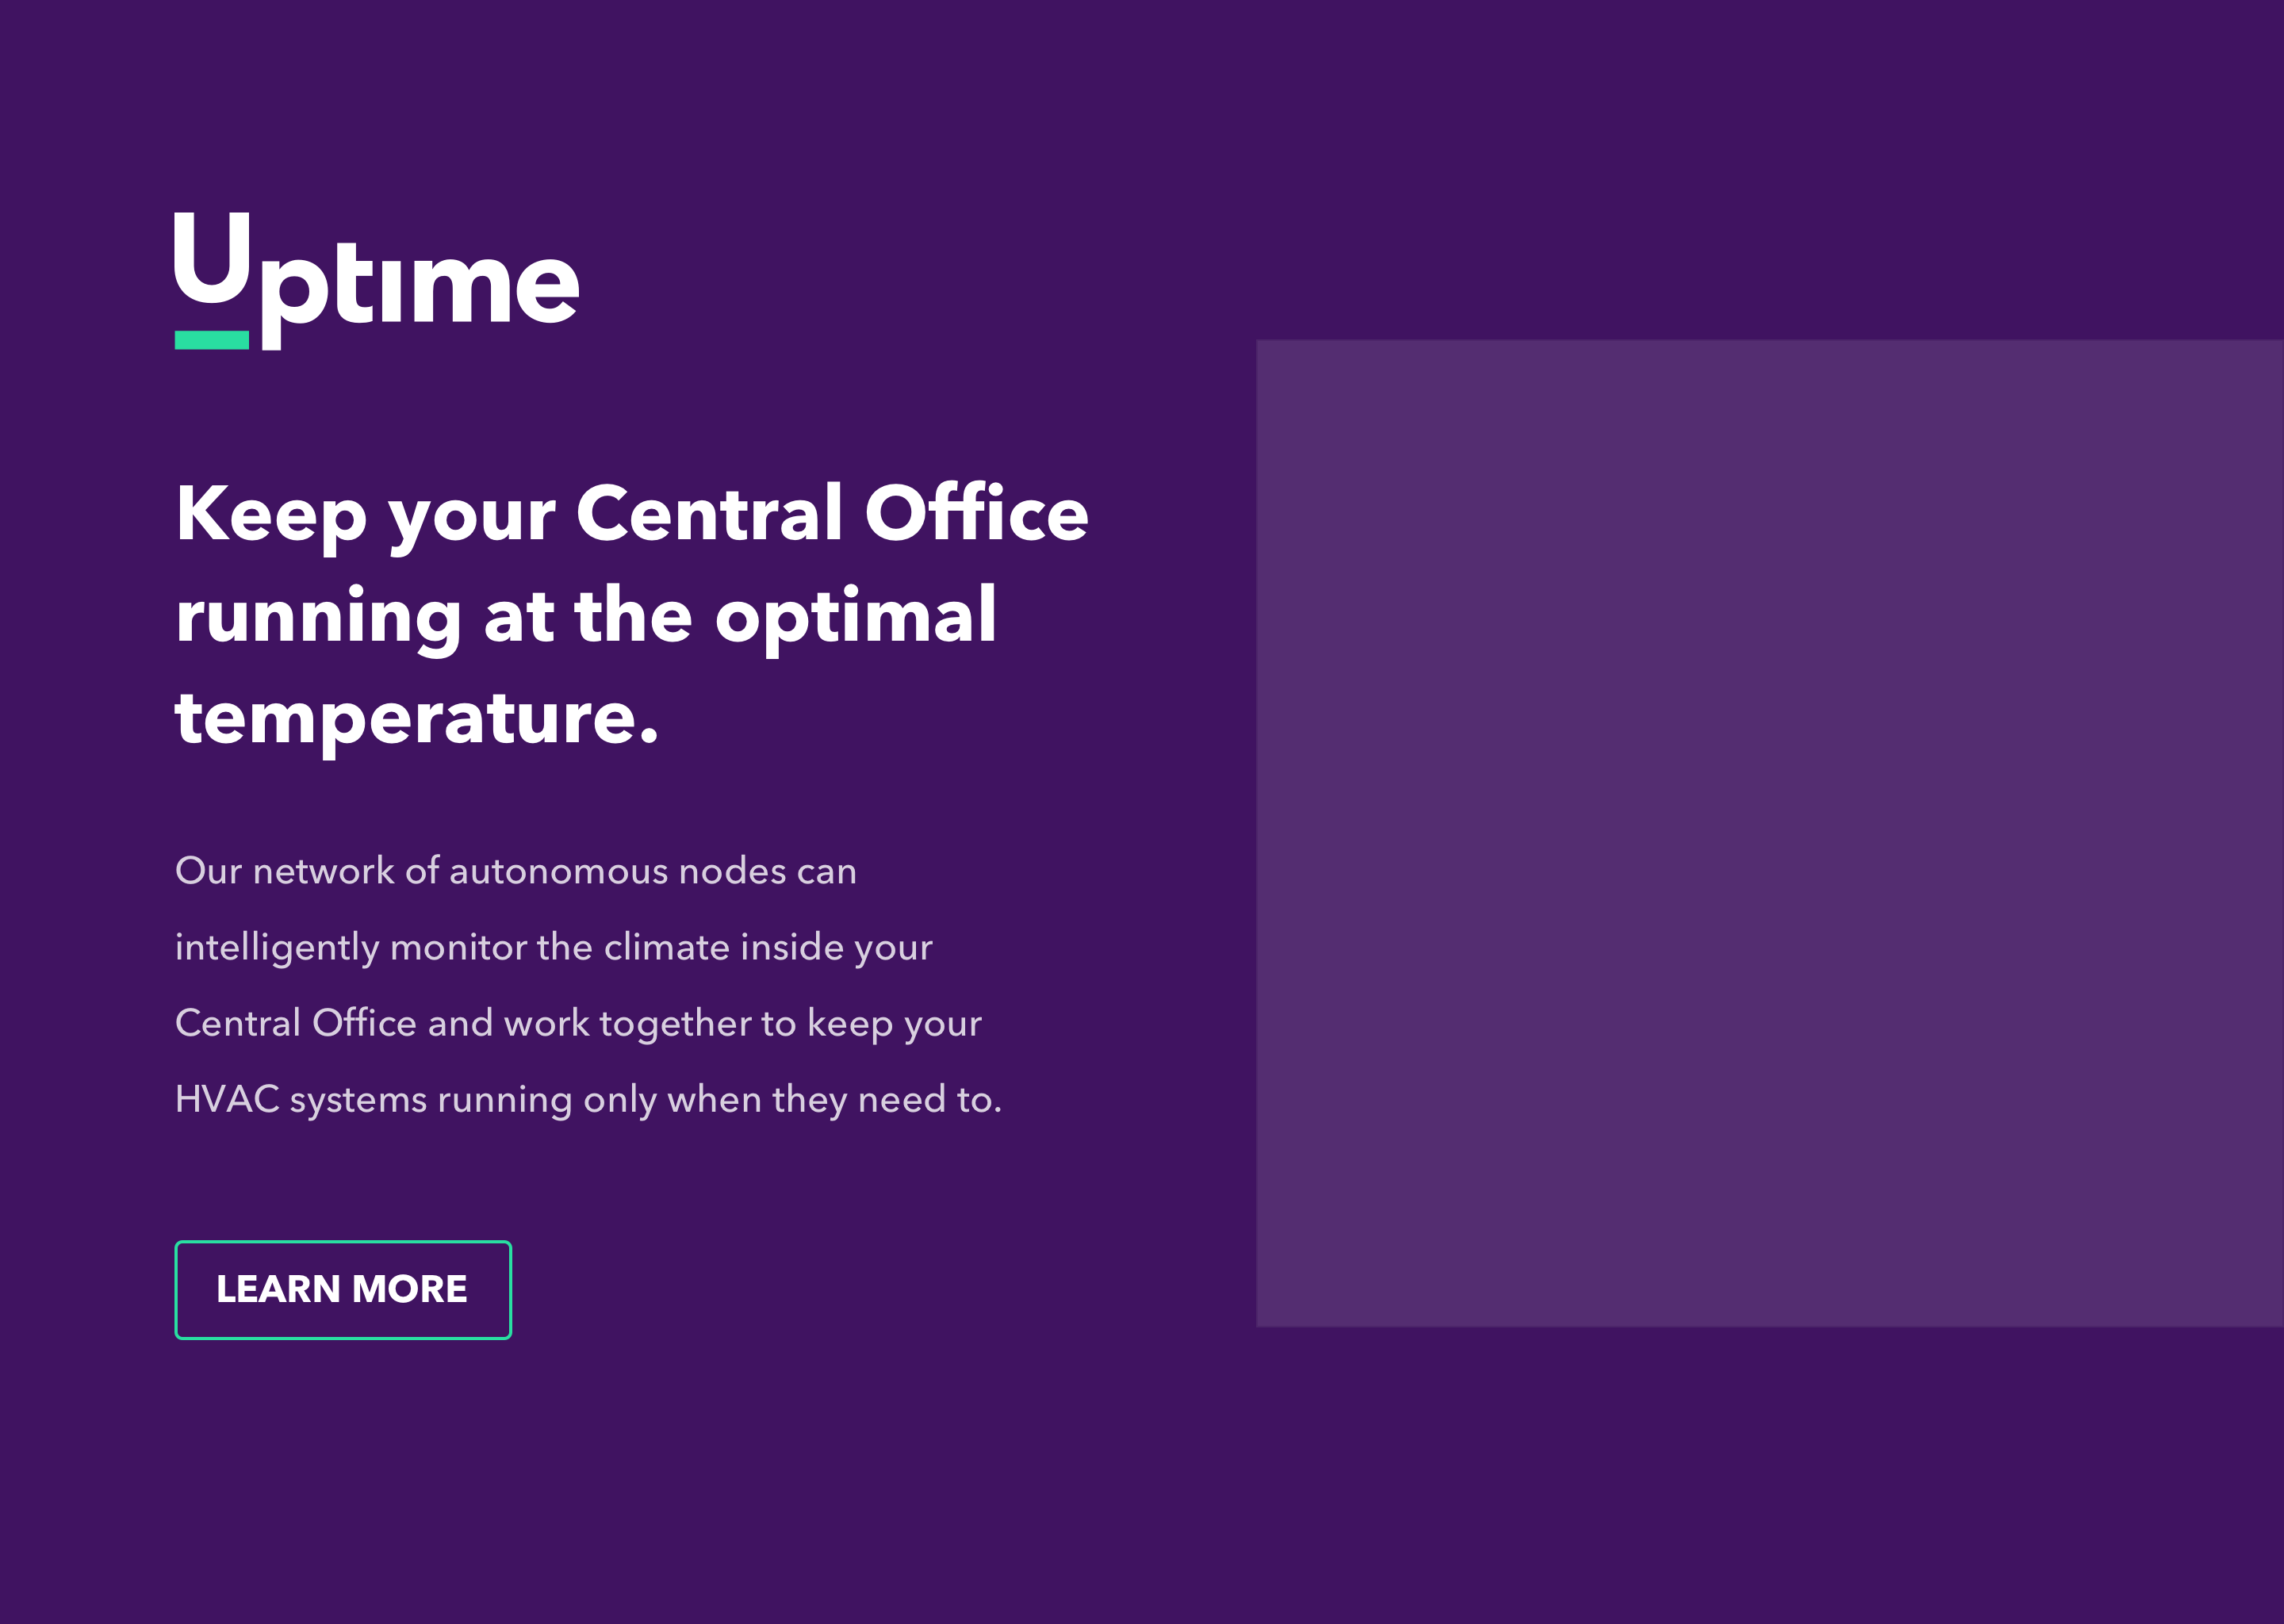 Uptime
Keep your Central Office
running at the optimal
temperature.
Our network of autonomous nodes can
intelligently monitor the climate inside your
Central Office and work together to keep your
HVAC systems running only when they need to.
LEARN MORE